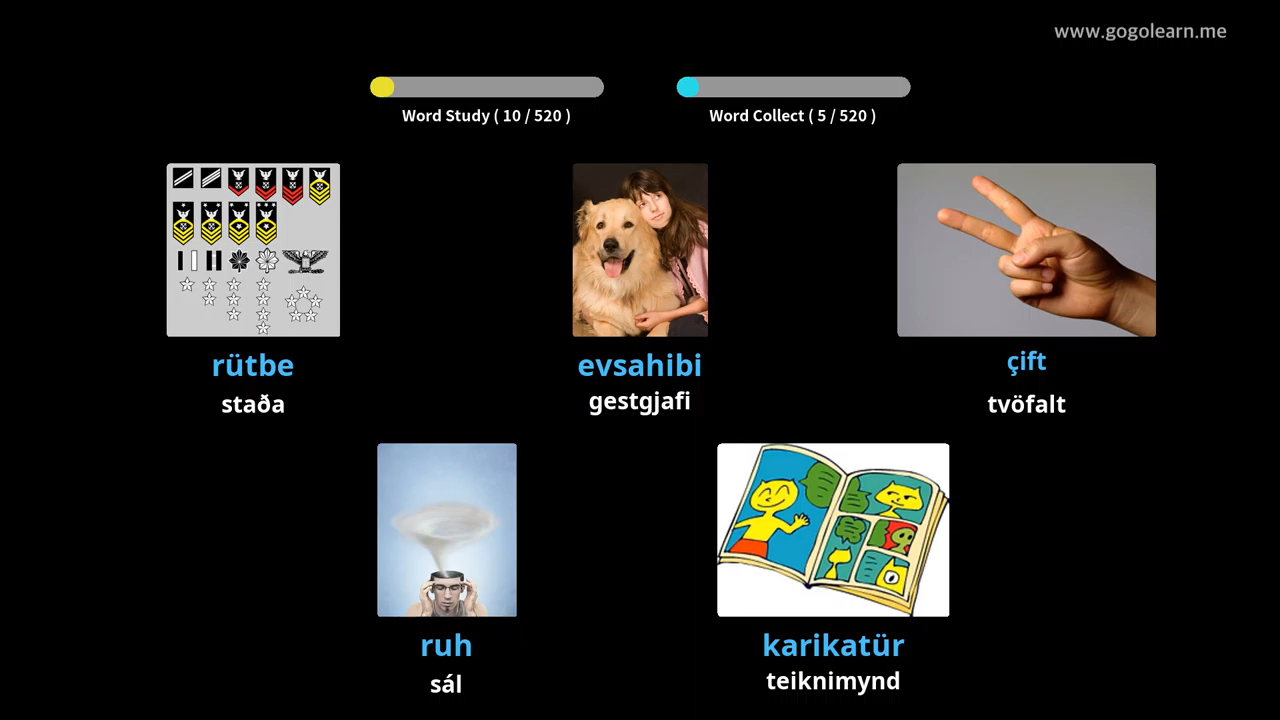 www.gogolearn.me
Word Study ( 10 / 520 )
Word Collect ( 5 / 520 )
rütbe
staða
evsahibi
gestgjafi
çift
tvöfalt
ruh
sál
karikatür
teiknimynd